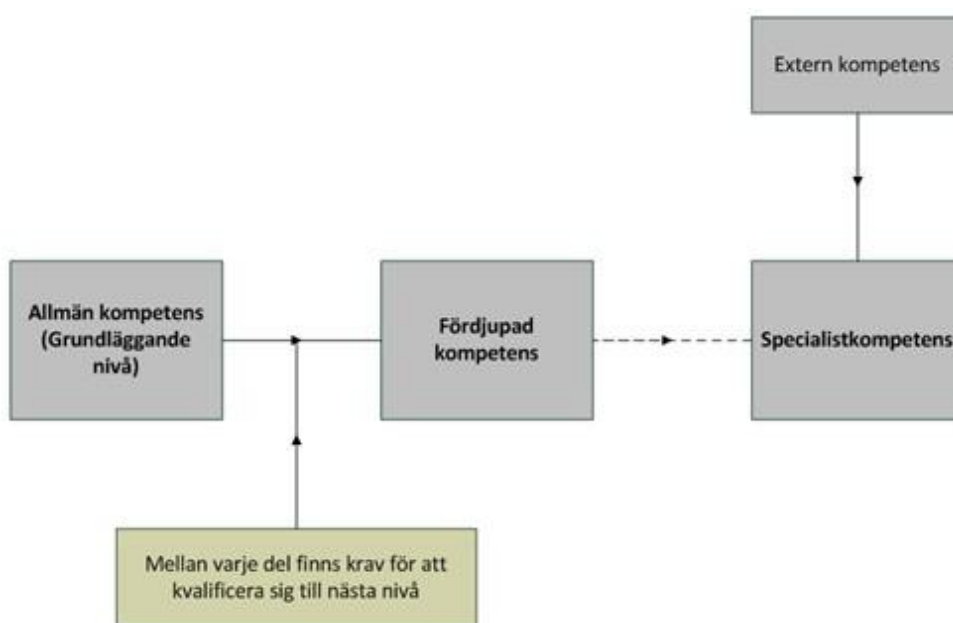 Extern kompetens
Allmän kompetens
(Grundläggande
nivå)
Fördjupad
kompetens
Specialistkompetens
Mellan varje del finns krav för att
kvalificera sig till nästa nivå